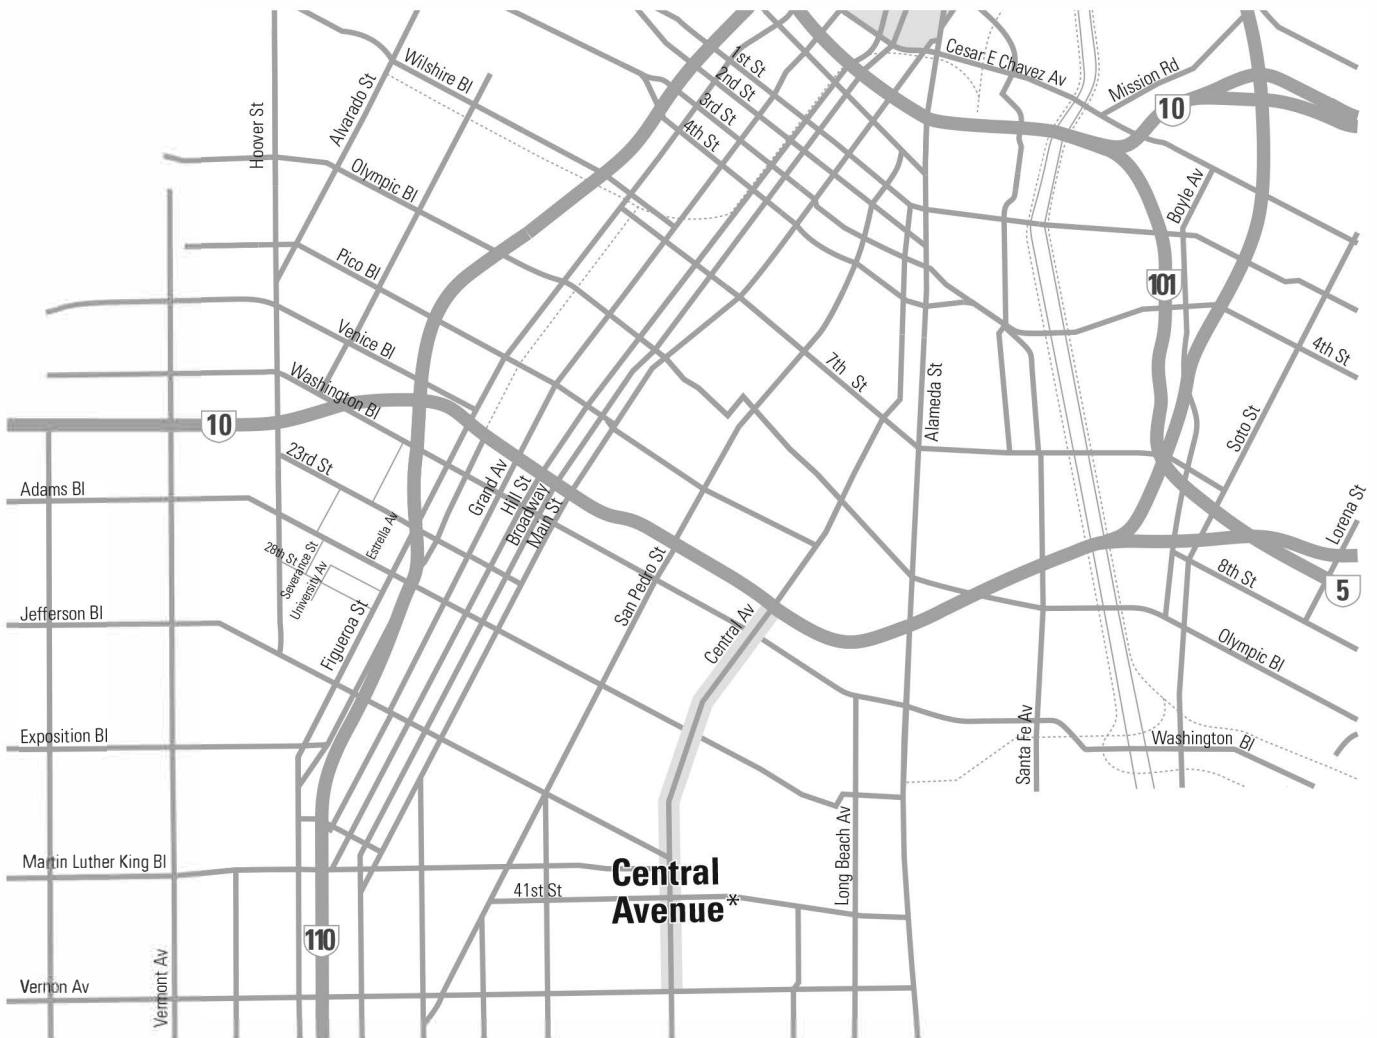 1st St
2nd St
3rd St
4th St
Cesar E Chavez Av
Mission Rd
10
Wilshire Bl
Alvarado St
Hoover St
Olympic Bl
Boyle Av
Pico Bl
101
Venice Bl
7th St
4th St
Washington Bl
Alameda St
10
Soto St
23rd St
Adams Bl
Grand Av
Hill St
Broadway
Main St
Estrella Av
Lorena St
28th St
Severance St
University Av
San Pedro St
8th St
5
Jefferson Bl
Figueroa St
Central Av
Olympic Bl
Exposition Bl
Santa Fe Av
Washington Bl
Martin Luther King Bl
Long Beach Av
Central
Avenue*
41st St
110
Vermont Av
Vernon Av